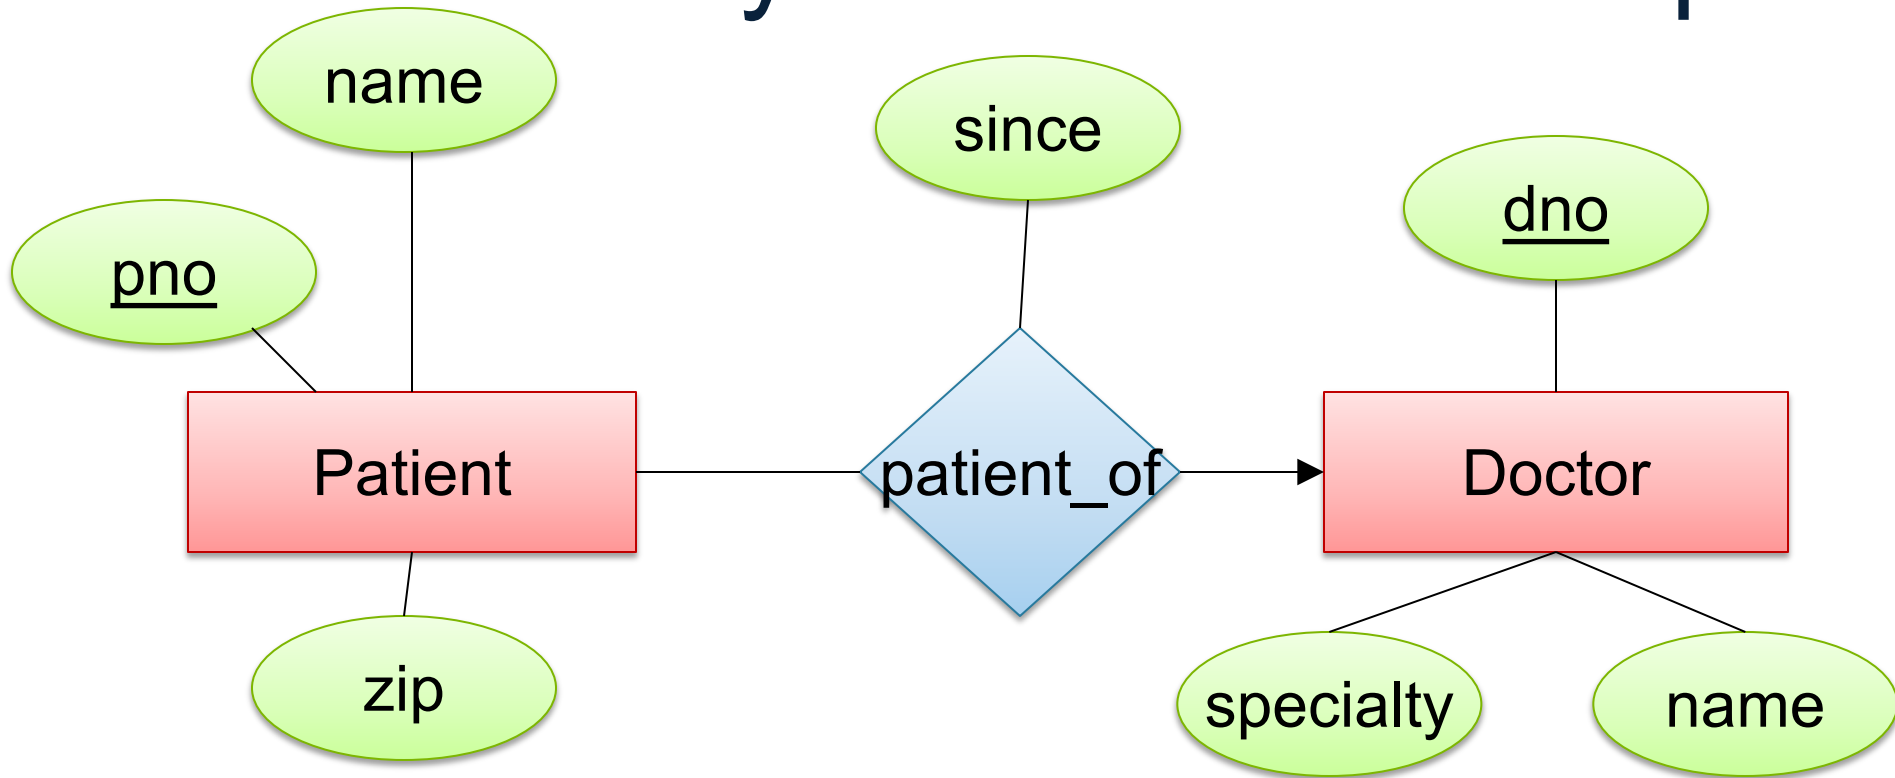 name
since
dno
pno
Patient
patient_of
Doctor
zip
specialty
name